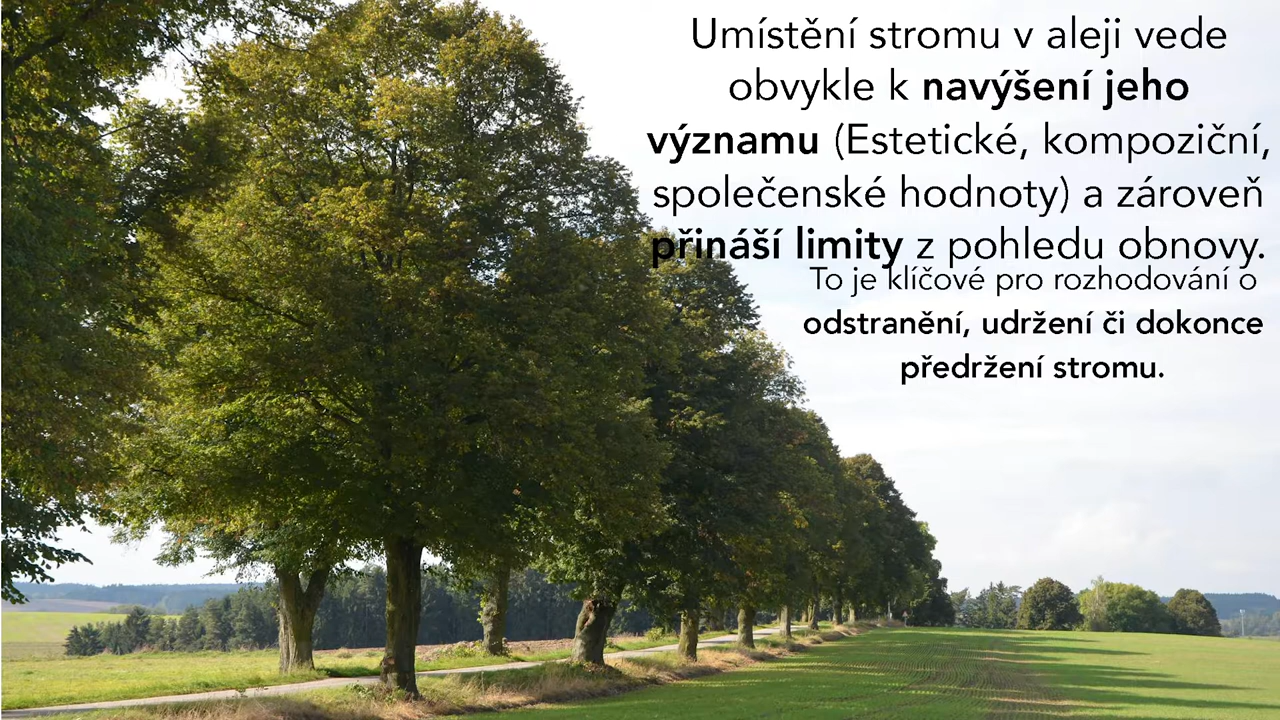 Umístění stromu v aleji vede
obvykle k navýšení jeho
významu (Estetické, kompoziční,
společenské hodnoty) a zároveň
přináší limity z pohledu obnovy.
To je klíčové pro rozhodování o
odstranění, udržení či dokonce
předržení stromu.